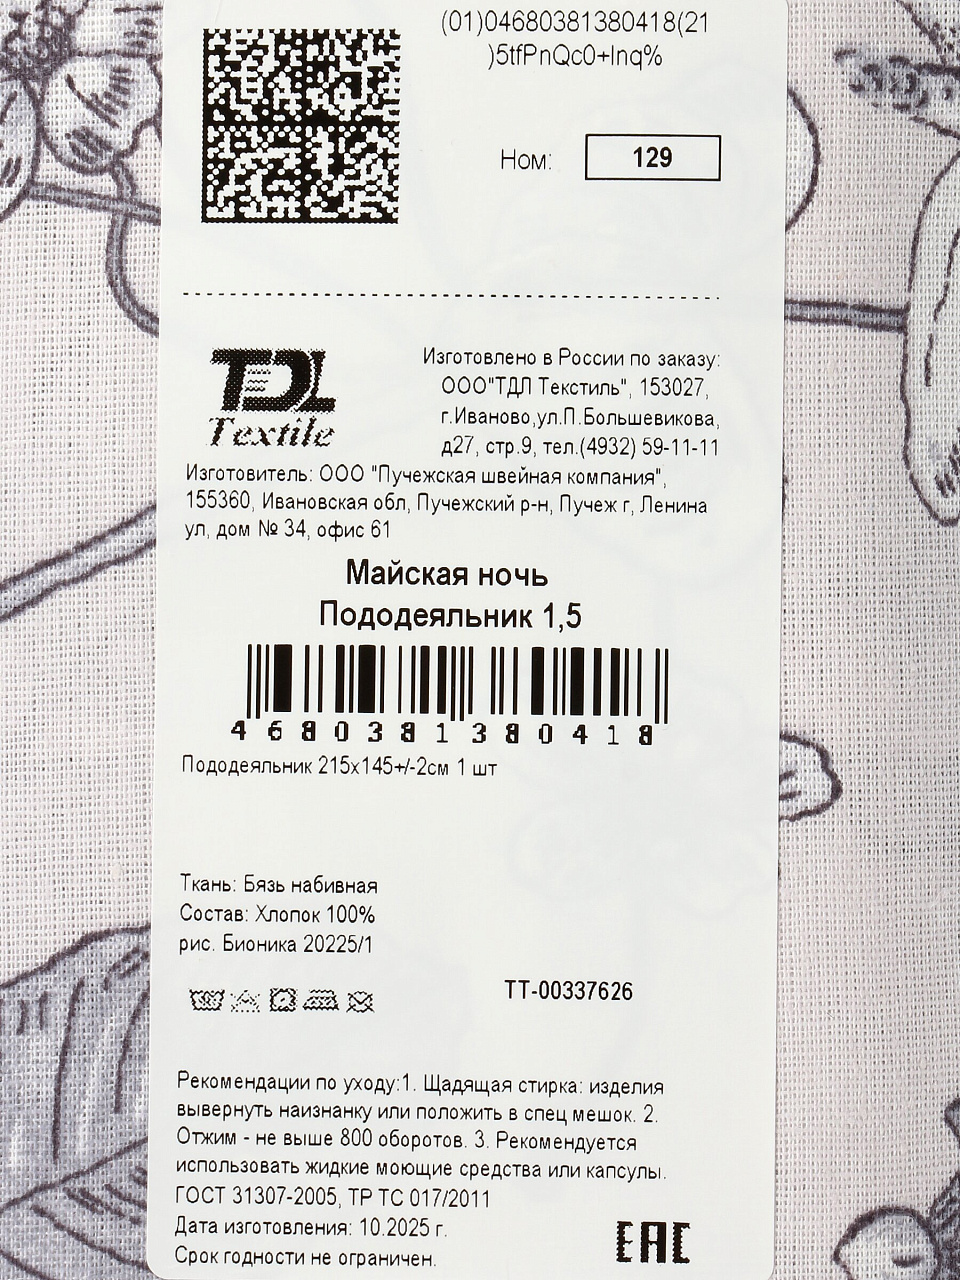 (01)04680381380418(21
)5tfPnQc0+Inq%
Ном: 129
TDL
Textile
Изготовлено в России по заказу:
ООО"ТДЛ Текстиль", 153027,
г.Иваново,ул.П.Большевикова,
д27, стр.9, тел.(4932) 59-11-11
Изготовитель: ООО "Пучежская швейная компания",
155360, Ивановская обл, Пучежский р-н, Пучеж г, Ленина
ул, дом № 34, офис 61
Майская ночь
Пододеяльник 1,5
4680381380418
Пододеяльник 215х145+/-2см 1 шт
Ткань: Бязь набивная
Состав: Хлопок 100%
рис. Бионика 20225/1
ТТ-00337626
Рекомендации по уходу:1. Щадящая стирка: изделия
вывернуть наизнанку или положить в спец мешок. 2.
Отжим - не выше 800 оборотов. 3. Рекомендуется
использовать жидкие моющие средства или капсулы.
ГОСТ 31307-2005, ТР ТС 017/2011
Дата изготовления: 10.2025 г.
Срок годности не ограничен.
EAC